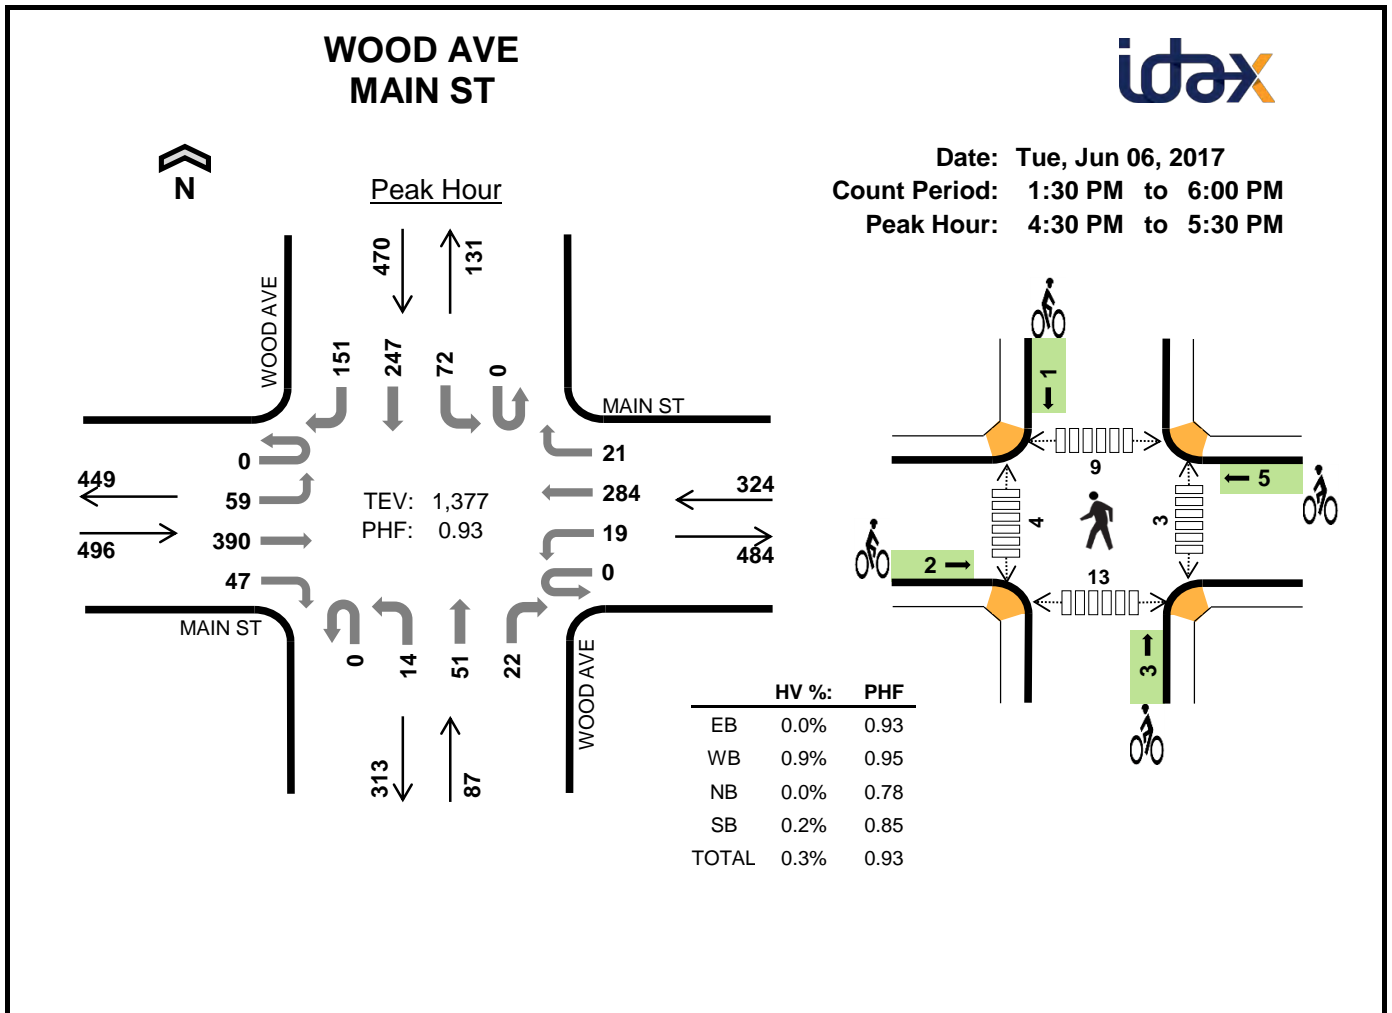 WOOD AVE
MAIN ST
idax
N
Peak Hour
Date: Tue, Jun 06, 2017
Count Period: 1:30 PM to 6:00 PM
Peak Hour: 4:30 PM to 5:30 PM
470
131
WOOD AVE
151
247
72
0
MAIN ST
0
59
390
47
449
496
TEV: 1,377
PHF: 0.93
21
284
19
0
324
484
MAIN ST
0
14
51
22
WOOD AVE
313
87
1
9
5
4
3
2
13
3
HV %: PHF
EB 0.0% 0.93
WB 0.9% 0.95
NB 0.0% 0.78
SB 0.2% 0.85
TOTAL 0.3% 0.93